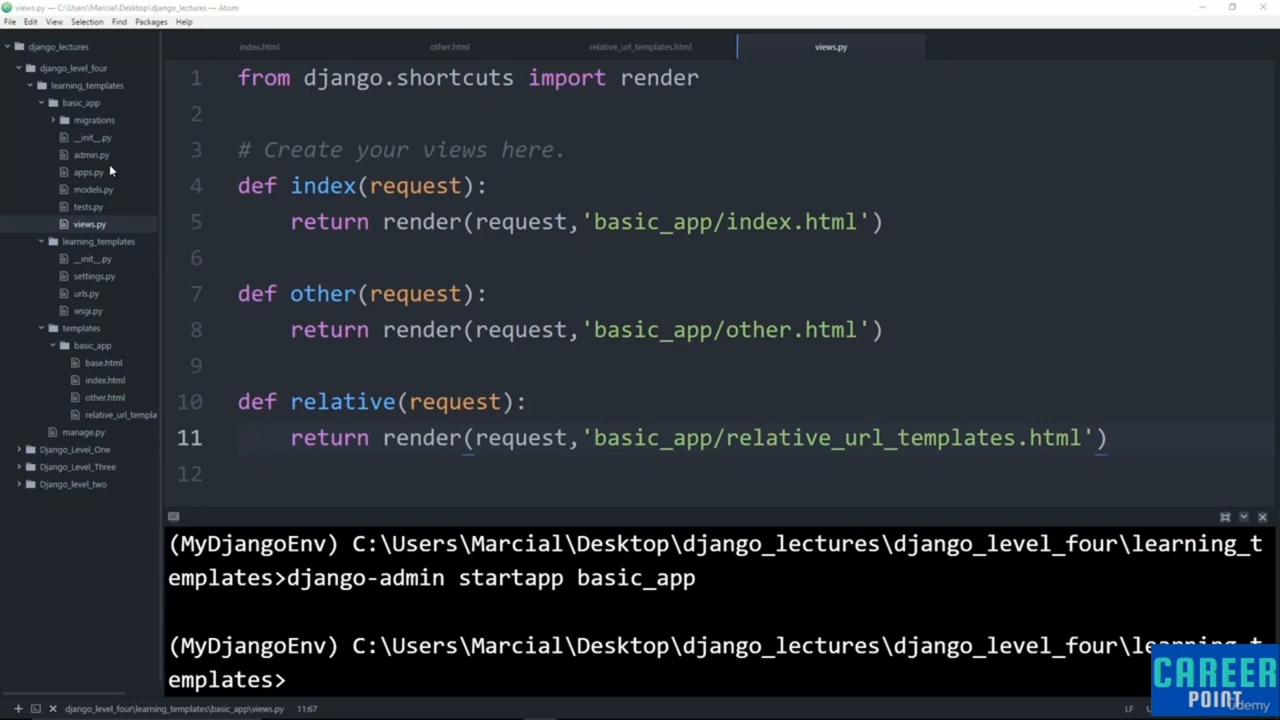 views.py — C:\Users\Marcial\Desktop\django_lectures — Atom
File Edit View Selection Find Packages Help
django_lectures
django_level_four
learning_templates
basic_app
migrations
__init__.py
admin.py
apps.py
models.py
tests.py
views.py
learning_templates
__init__.py
settings.py
urls.py
wsgi.py
templates
basic_app
base.html
index.html
other.html
relative_url_templa
manage.py
Django_Level_One
Django_Level_Three
Django_level_two
index.html other.html relative_url_templates.html views.py
1 from django.shortcuts import render
2
3 # Create your views here.
4 def index(request):
5 return render(request,'basic_app/index.html')
6
7 def other(request):
8 return render(request,'basic_app/other.html')
9
10 def relative(request):
11 return render(request,'basic_app/relative_url_templates.html')
12
(MyDjangoEnv) C:\Users\Marcial\Desktop\django_lectures\django_level_four\learning_t
emplates>django-admin startapp basic_app
(MyDjangoEnv) C:\Users\Marcial\Desktop\django_lectures\django_level_four\learning_t
emplates>
django_level_four\learning_templates\basic_app\views.py 11:67
LF
CAREER
POINT
udemy